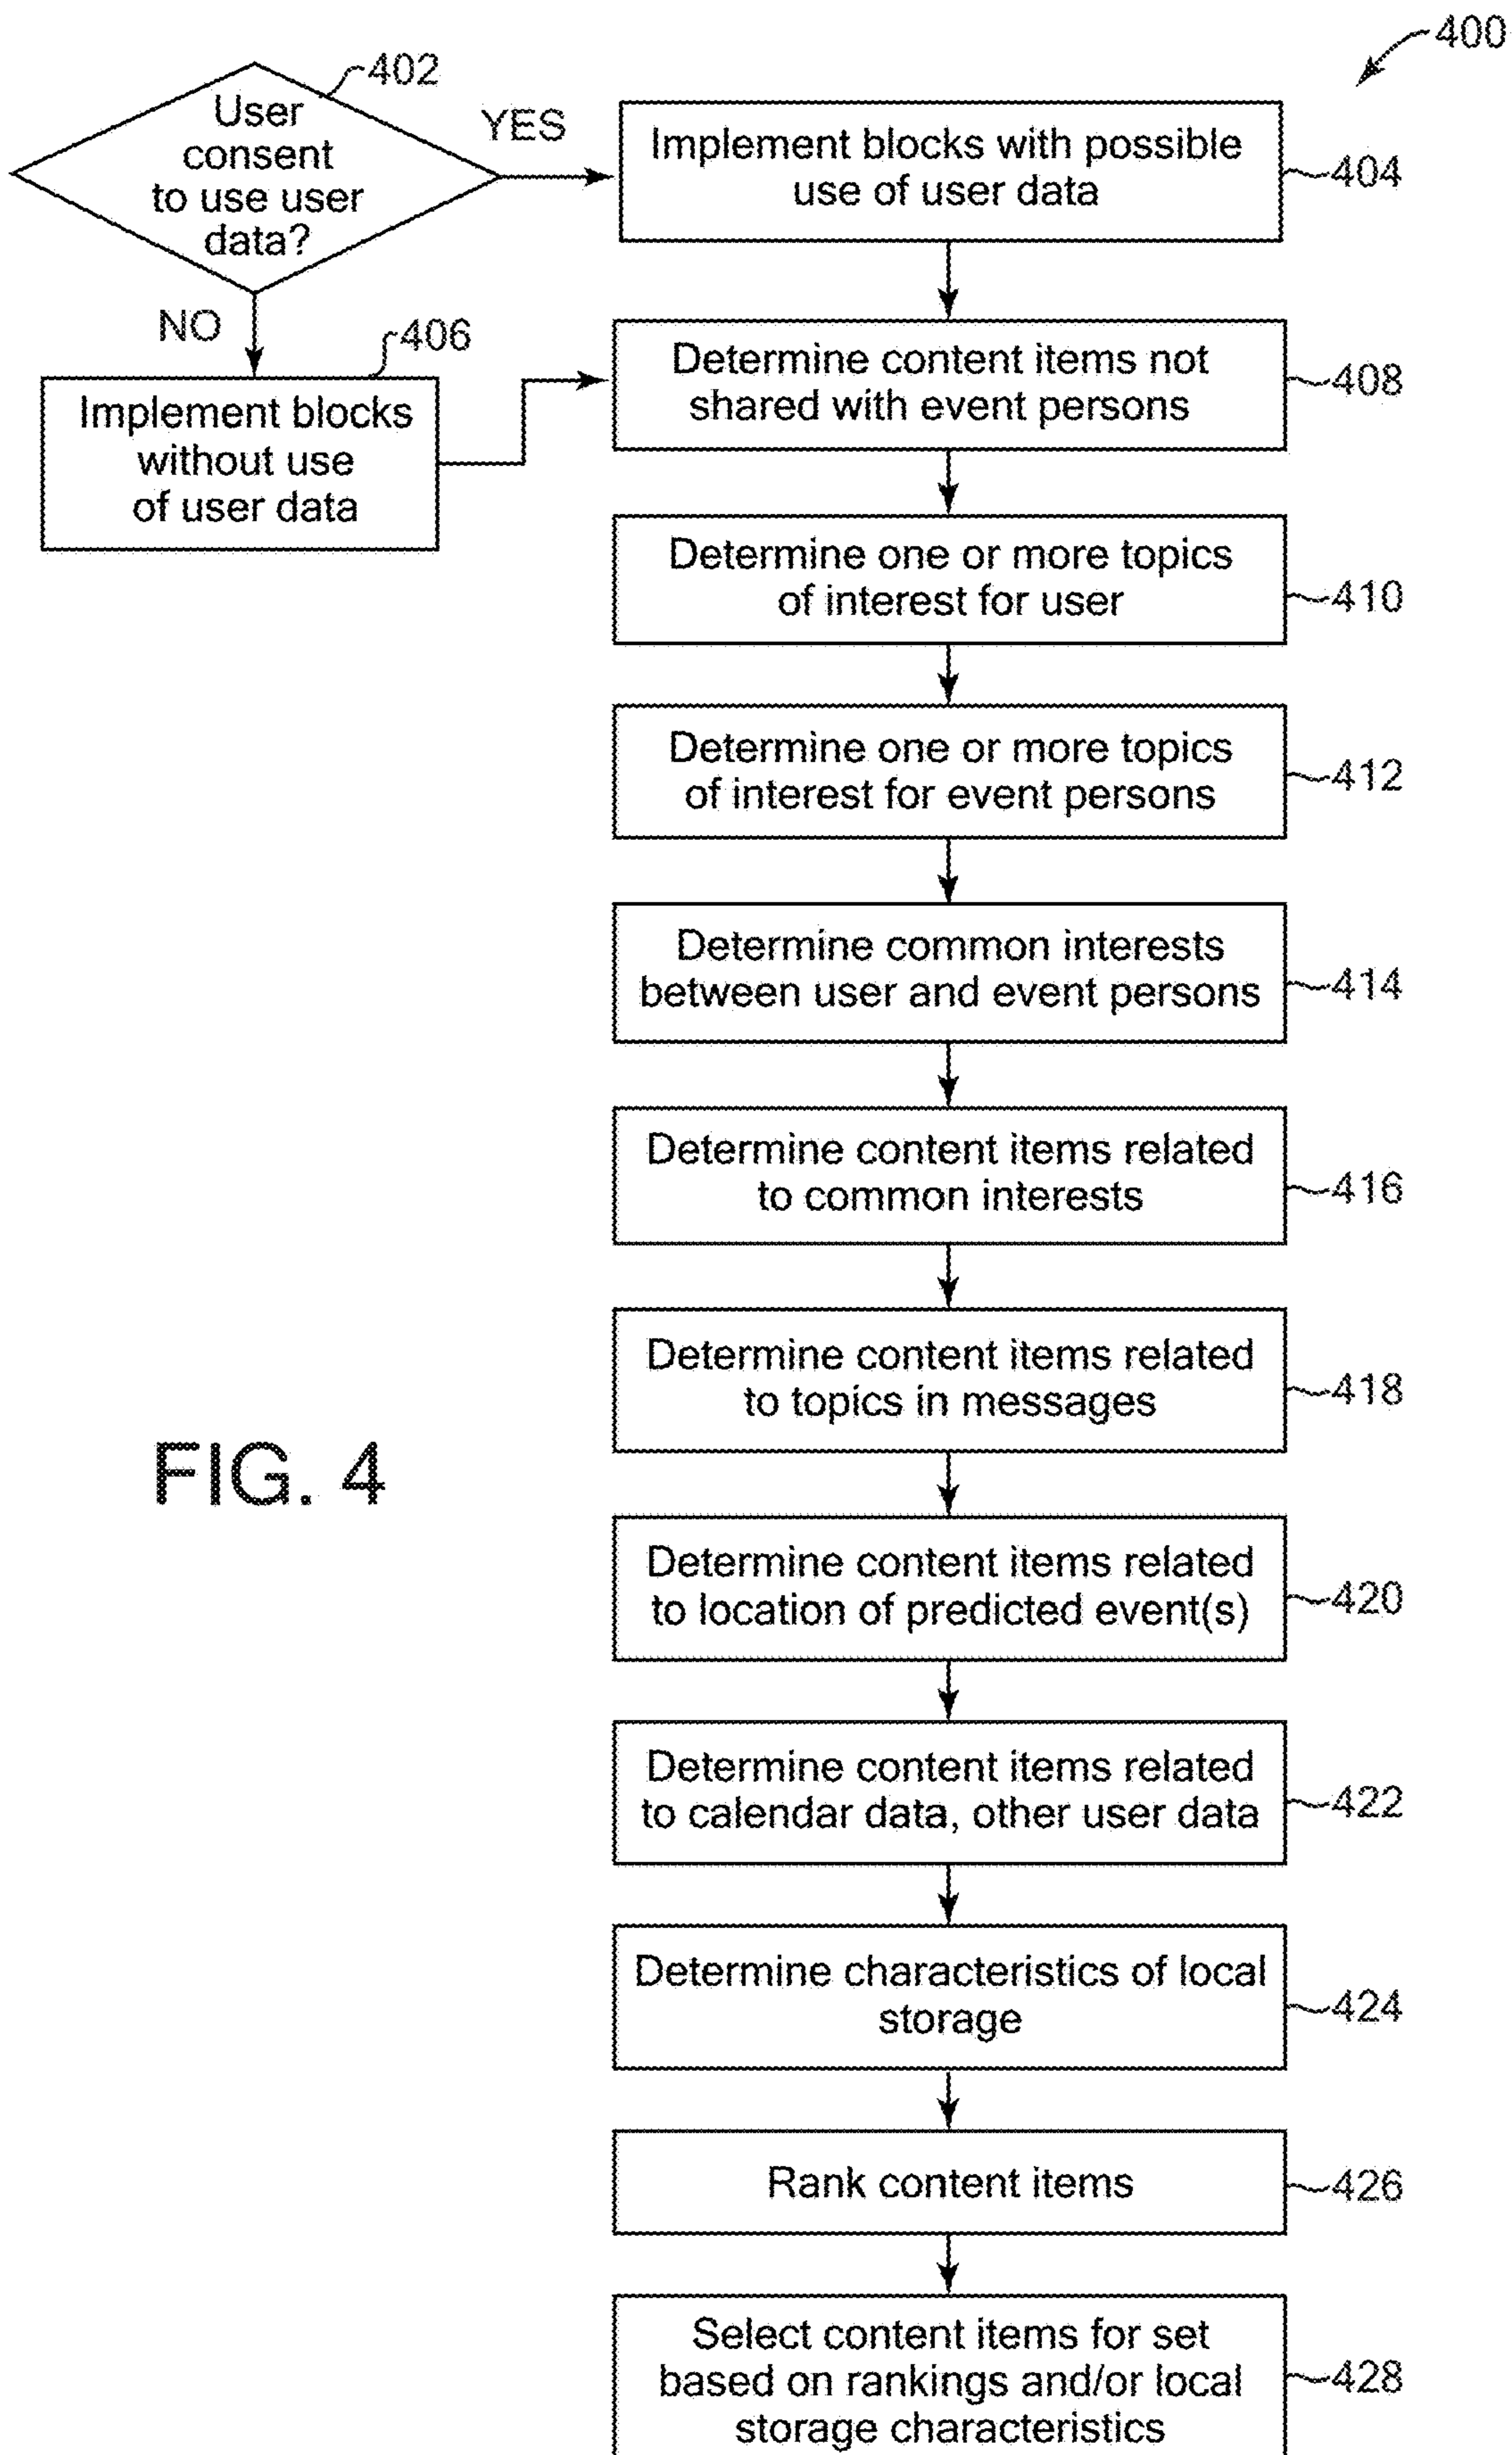 400
402
User
consent
to use user
data?
YES
Implement blocks with possible
use of user data
404
NO
406
Implement blocks
without use
of user data
Determine content items not
shared with event persons
408
Determine one or more topics
of interest for user
410
Determine one or more topics
of interest for event persons
412
Determine common interests
between user and event persons
414
Determine content items related
to common interests
416
Determine content items related
to topics in messages
418
FIG. 4
Determine content items related
to location of predicted event(s)
420
Determine content items related
to calendar data, other user data
422
Determine characteristics of local
storage
424
Rank content items
426
Select content items for set
based on rankings and/or local
storage characteristics
428